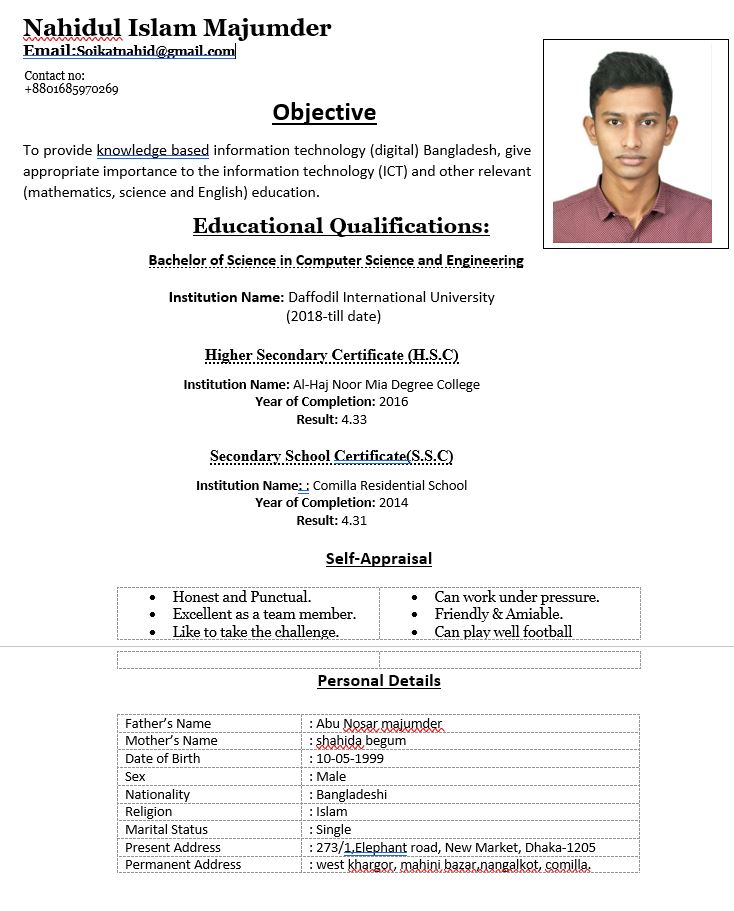 Nahidul Islam Majumder
Email:Soikatnahid@gmail.com
Contact no:
+8801685970269
Objective
To provide knowledge based information technology (digital) Bangladesh, give
appropriate importance to the information technology (ICT) and other relevant
(mathematics, science and English) education.
Educational Qualifications:
Bachelor of Science in Computer Science and Engineering
Institution Name: Daffodil International University
(2018-till date)
Higher Secondary Certificate (H.S.C)
Institution Name: Al-Haj Noor Mia Degree College
Year of Completion: 2016
Result: 4.33
Secondary School Certificate(S.S.C)
Institution Name: : Comilla Residential School
Year of Completion: 2014
Result: 4.31
Self-Appraisal
• Honest and Punctual. • Can work under pressure.
• Excellent as a team member. • Friendly & Amiable.
• Like to take the challenge. • Can play well football
Personal Details
Father's Name : Abu Nosar majumder
Mother's Name : shahida begum
Date of Birth : 10-05-1999
Sex : Male
Nationality : Bangladeshi
Religion : Islam
Marital Status : Single
Present Address : 273/1,Elephant road, New Market, Dhaka-1205
Permanent Address : west khargor, mahini bazar,nangalkot, comilla.